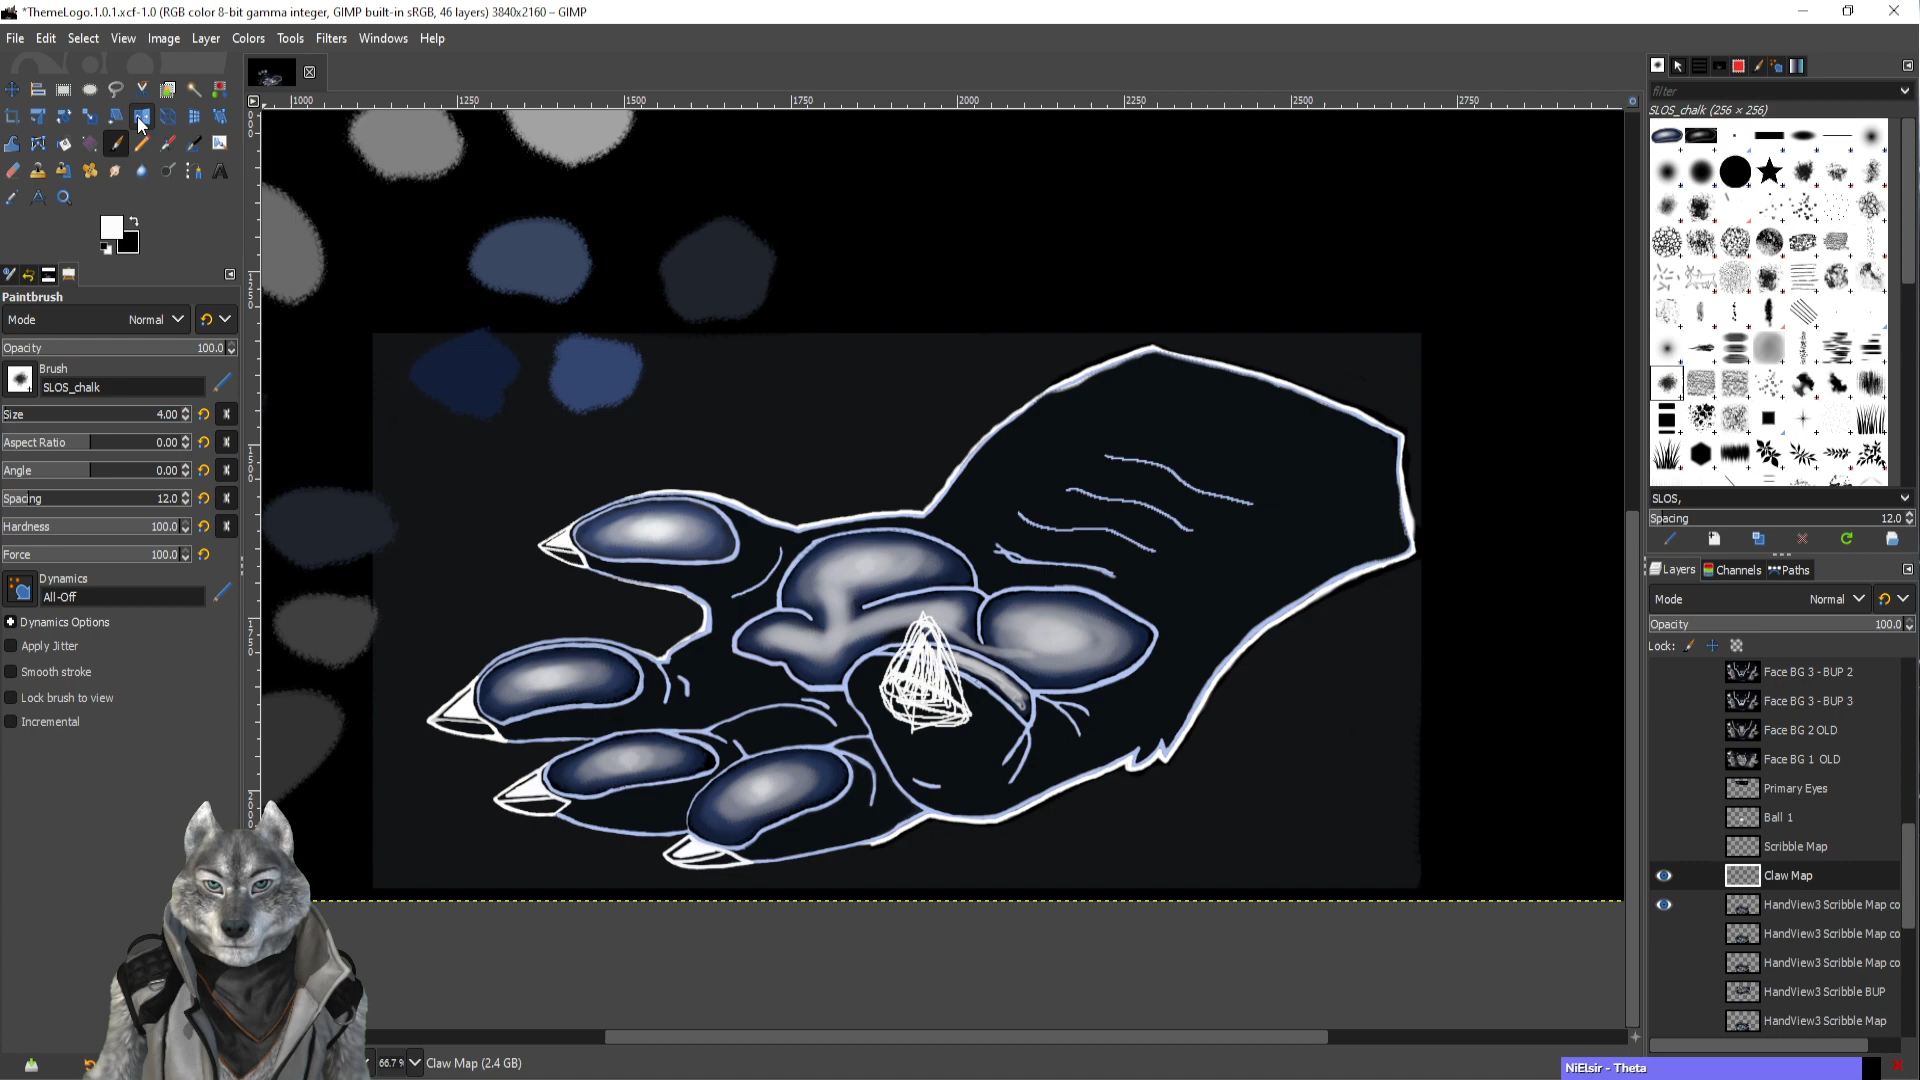 *ThemeLogo.1.0.1.xcf-1.0 (RGB color 8-bit gamma integer, GIMP built-in sRGB, 46 layers) 3840x2160 – GIMP
File Edit Select View Image Layer Colors Tools Filters Windows Help
filter
SLOS_chalk (256 × 256)
1000 1250 1500 1750 2000 2250 2500 2750
Paintbrush
Mode Normal
Opacity 100.0
Brush
SLOS_chalk
Size 4.00
Aspect Ratio 0.00
Angle 0.00
Spacing 12.0
Hardness 100.0
Force 100.0
Dynamics
All-Off
Dynamics Options
Apply Jitter
Smooth stroke
Lock brush to view
Incremental
SLOS,
Spacing 12.0
Layers Channels Paths
Mode Normal
Opacity 100.0
Lock:
Face BG 3 - BUP 2
Face BG 3 - BUP 3
Face BG 2 OLD
Face BG 1 OLD
Primary Eyes
Ball 1
Scribble Map
Claw Map
HandView3 Scribble Map co
HandView3 Scribble Map co
HandView3 Scribble Map co
HandView3 Scribble BUP
HandView3 Scribble Map
66.7 % Claw Map (2.4 GB)
NiElsir - Theta